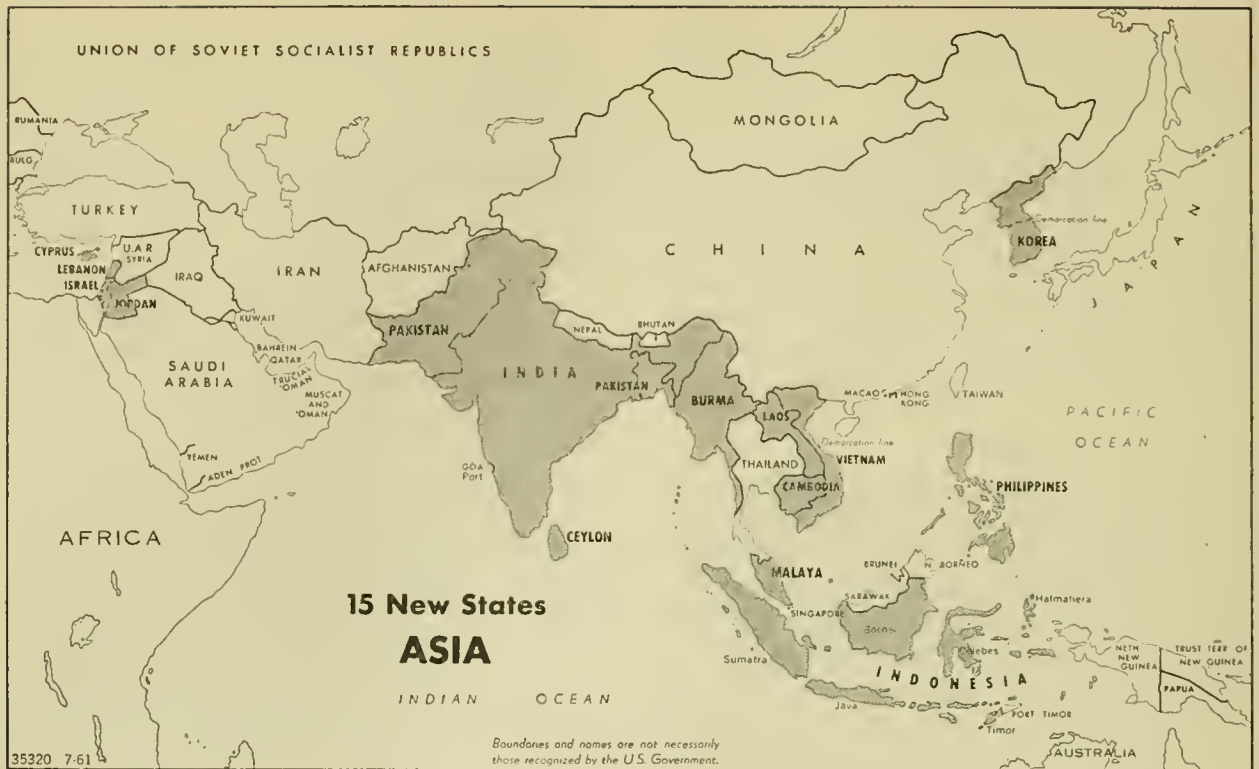 UNION OF SOVIET SOCIALIST REPUBLICS
MONGOLIA
RUMANIA
BULG.
TURKEY
CYPRUS
U.A.R
SYRIA
LEBANON
ISRAEL
JORDAN
IRAQ
IRAN
AFGHANISTAN
CHINA
Demarcation line
KOREA
JAPAN
KUWAIT
BAHREIN
QATAR
TRUCIAL
OMAN
MUSCAT
AND
OMAN
SAUDI
ARABIA
YEMEN
ADEN PROT
PAKISTAN
INDIA
NEPAL
BHUTAN
PAKISTAN
BURMA
LAOS
MACAO
HONG
KONG
TAIWAN
PACIFIC
OCEAN
Demarcation line
VIETNAM
THAILAND
CAMBODIA
PHILIPPINES
GOA
Port
CEYLON
AFRICA
MALAYA
SINGAPORE
BRUNEI
N. BORNEO
SARAWAK
Borneo
Halmahera
Celebes
Sumatra
INDONESIA
Java
PORT TIMOR
Timor
NETH
NEW
GUINEA
TRUST TERR OF
NEW GUINEA
PAPUA
AUSTRALIA
15 New States
ASIA
INDIAN OCEAN
Boundaries and names are not necessarily
those recognized by the U.S. Government.
35320 7-61